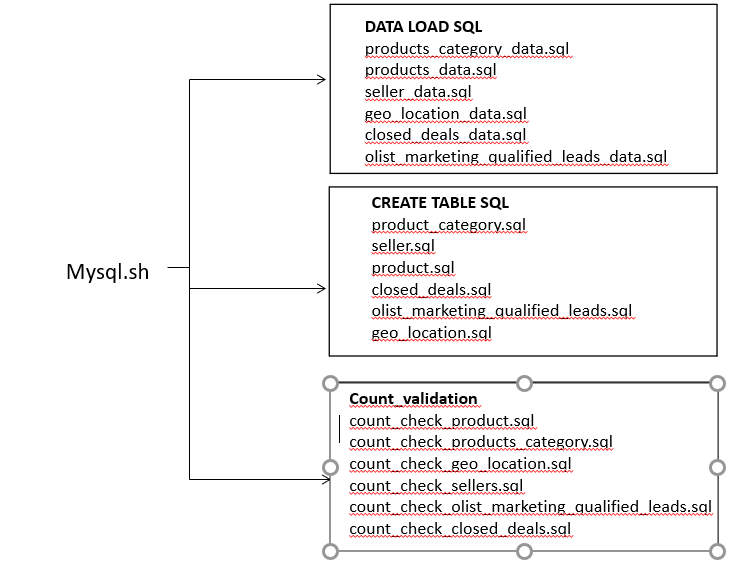 DATA LOAD SQL
products_category_data.sql
products_data.sql
seller_data.sql
geo_location_data.sql
closed_deals_data.sql
olist_marketing_qualified_leads_data.sql
CREATE TABLE SQL
product_category.sql
seller.sql
product.sql
closed_deals.sql
olist_marketing_qualified_leads.sql
geo_location.sql
Mysql.sh
Count_validation
count_check_product.sql
count_check_products_category.sql
count_check_geo_location.sql
count_check_sellers.sql
count_check_olist_marketing_qualified_leads.sql
count_check_closed_deals.sql